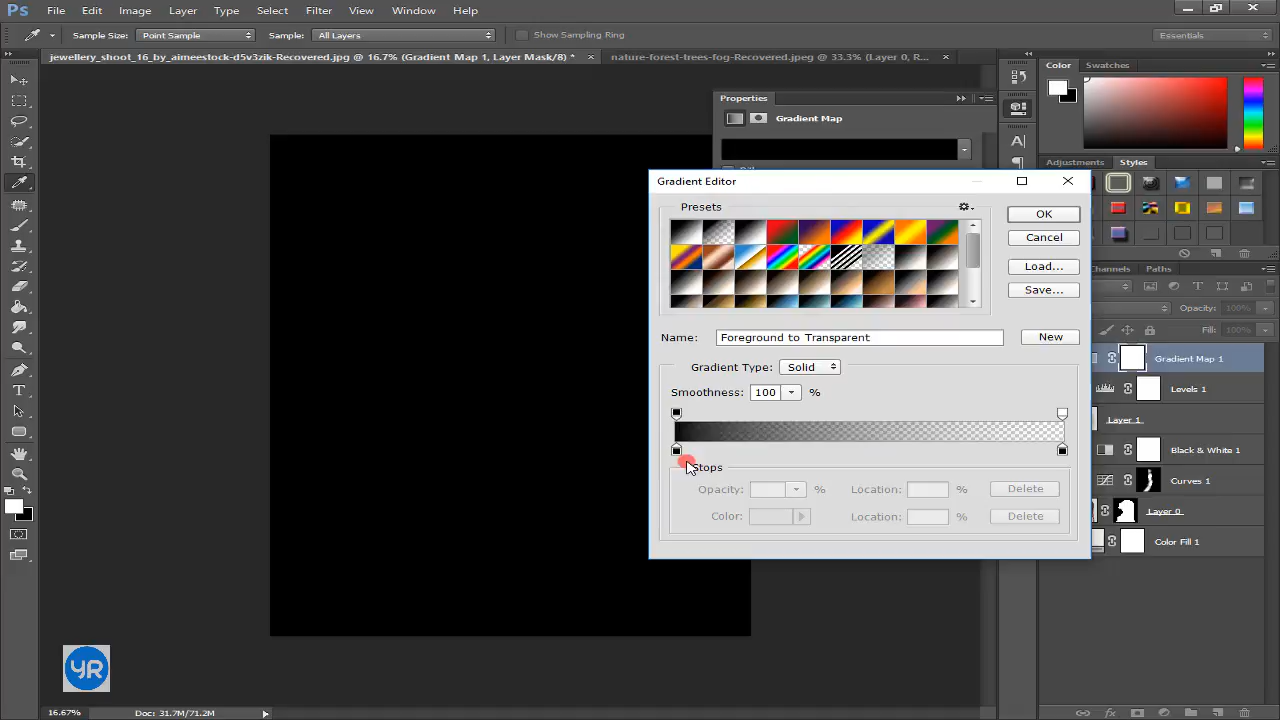 Ps File Edit Image Layer Type Select Filter View Window Help
Sample Size: Point Sample Sample: All Layers Show Sampling Ring Essentials
jewellery_shoot_16_by_aimeestock-d5v3zik-Recovered.jpg @ 16.7% (Gradient Map 1, Layer Mask/8) * nature-forest-trees-fog-Recovered.jpeg @ 33.3% (Layer 0, R...
Color Swatches
Properties
Gradient Map
Adjustments Styles
Gradient Editor
Presets
OK
Cancel
Load...
Save...
Name: Foreground to Transparent New
Gradient Type: Solid
Smoothness: 100 %
Stops
Opacity: % Location: % Delete
Color: Location: % Delete
Channels Paths
Opacity: 100%
Fill: 100%
Gradient Map 1
Levels 1
Layer 1
Black & White 1
Curves 1
Layer 0
Color Fill 1
YR
16.67% Doc: 31.7M/71.2M